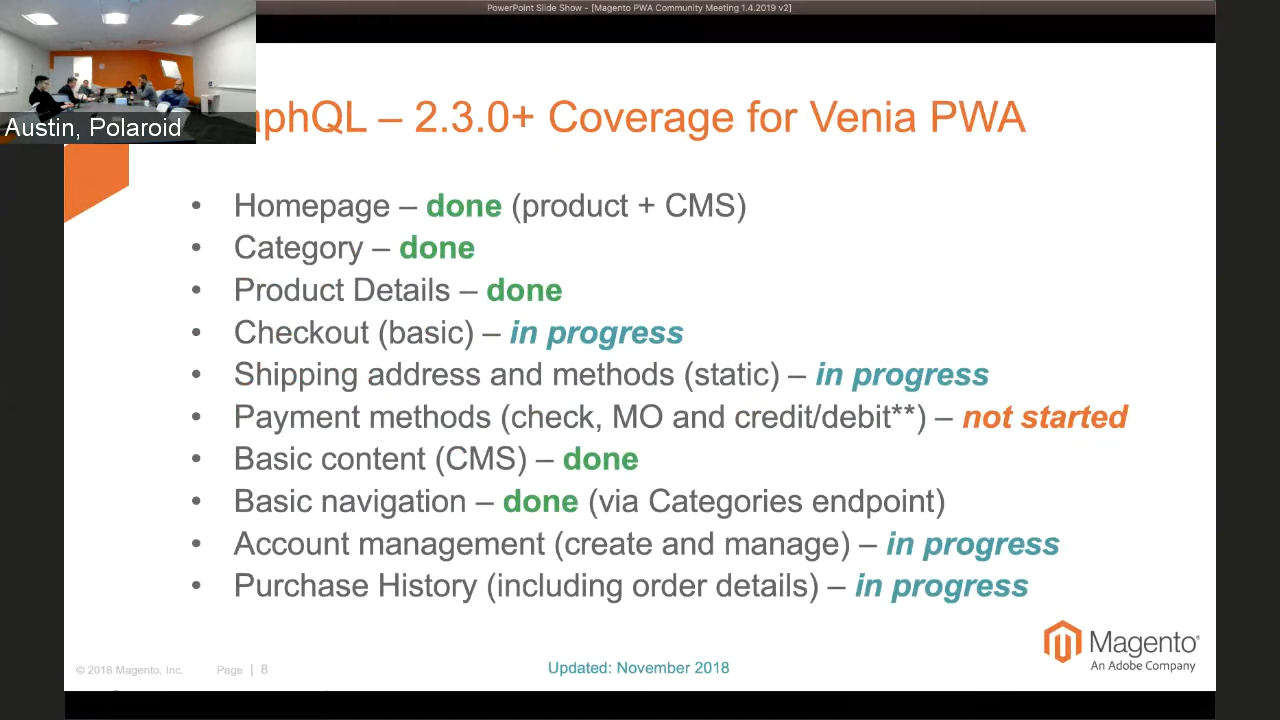 PowerPoint Slide Show - [Magento PWA Community Meeting 1.4.2019 v2]
Austin, Polaroid
aphQL – 2.3.0+ Coverage for Venia PWA
• Homepage – done (product + CMS)
• Category – done
• Product Details – done
• Checkout (basic) – in progress
• Shipping address and methods (static) – in progress
• Payment methods (check, MO and credit/debit**) – not started
• Basic content (CMS) – done
• Basic navigation – done (via Categories endpoint)
• Account management (create and manage) – in progress
• Purchase History (including order details) – in progress
© 2018 Magento, Inc. Page | 8
Updated: November 2018
Magento®
An Adobe Company